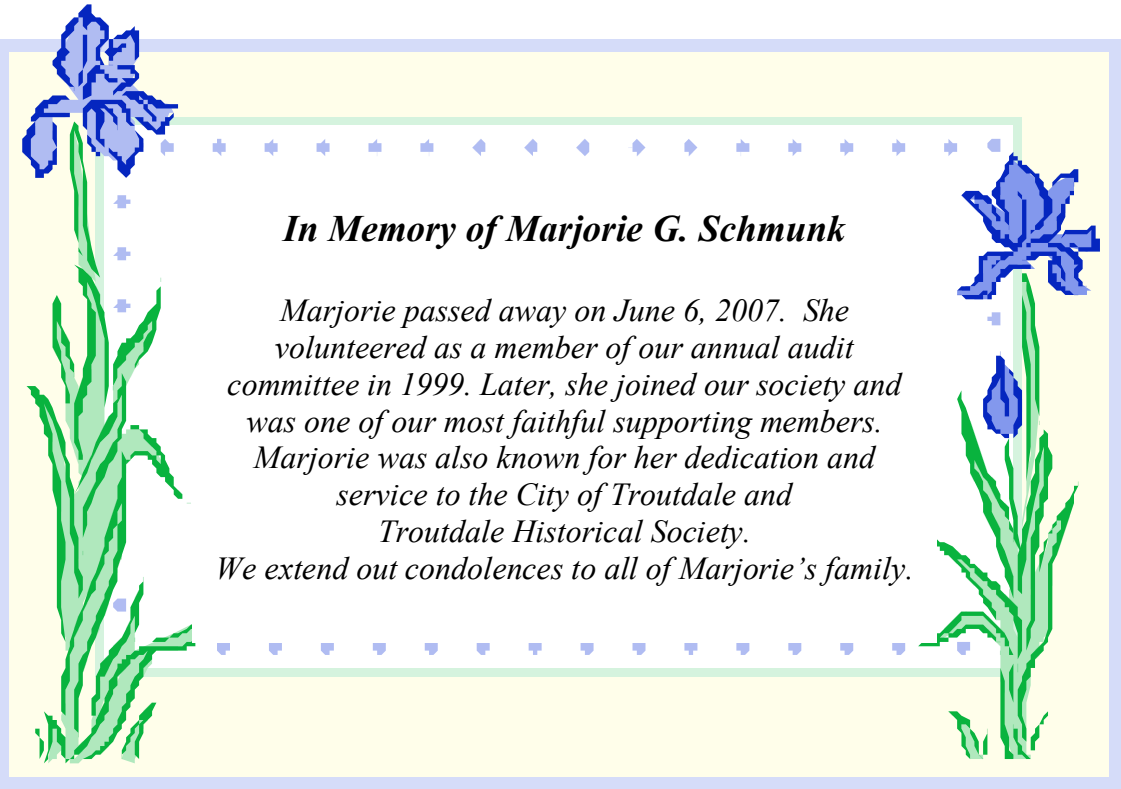 In Memory of Marjorie G. Schmunk
Marjorie passed away on June 6, 2007.  She
volunteered as a member of our annual audit
committee in 1999. Later, she joined our society and
was one of our most faithful supporting members.
Marjorie was also known for her dedication and
service to the City of Troutdale and
Troutdale Historical Society.
We extend out condolences to all of Marjorie’s family.